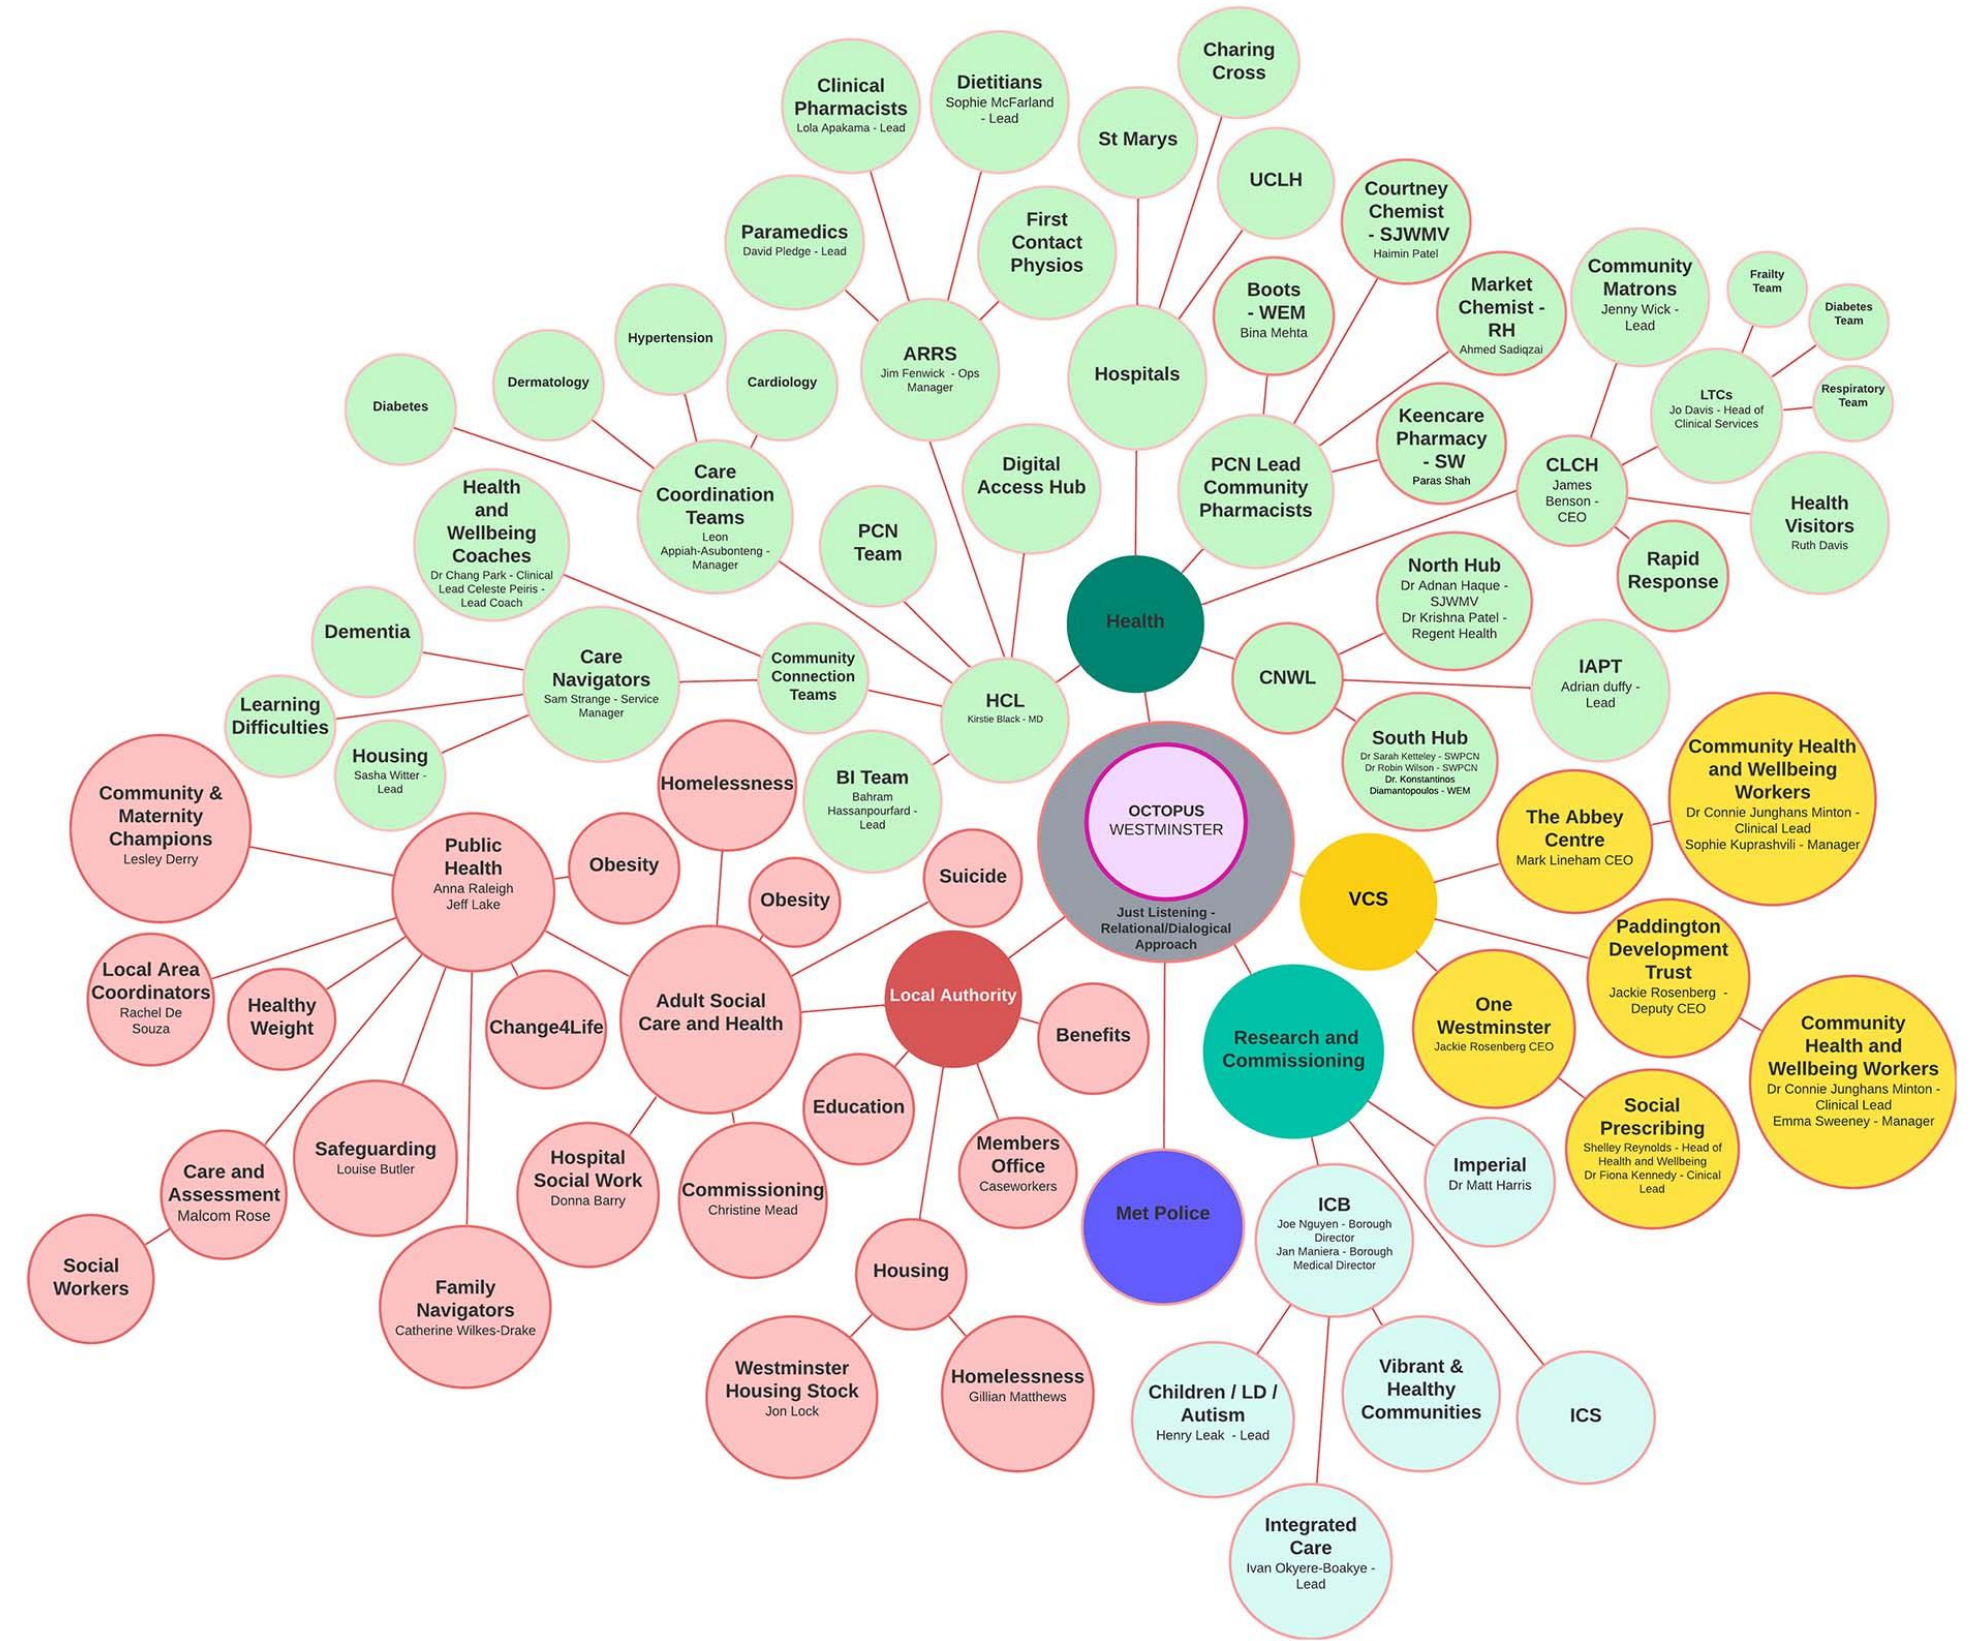 Charing
Cross
Clinical
Pharmacists
Lola Apakama - Lead
Dietitians
Sophie McFarland
- Lead
St Marys
UCLH
Paramedics
David Pledge - Lead
First
Contact
Physios
Courtney
Chemist
- SJWMV
Haimin Patel
Boots
- WEM
Bina Mehta
Market
Chemist -
RH
Ahmed Sadiqzai
Community
Matrons
Jenny Wick -
Lead
Frailty
Team
Diabetes
Team
Respiratory
Team
LTCs
Jo Davis - Head of
Clinical Services
Hypertension
Dermatology
Cardiology
Diabetes
ARRS
Jim Fenwick  - Ops
Manager
Hospitals
Keencare
Pharmacy
- SW
Paras Shah
PCN Lead
Community
Pharmacists
CLCH
James
Benson -
CEO
Health
Visitors
Ruth Davis
Rapid
Response
Care
Coordination
Teams
Leon
Appiah-Asubonteng -
Manager
Digital
Access Hub
PCN
Team
Health
and
Wellbeing
Coaches
Dr Chang Park - Clinical
Lead Celeste Peiris -
Lead Coach
Dementia
Care
Navigators
Sam Strange - Service
Manager
Community
Connection
Teams
Learning
Difficulties
Housing
Sasha Witter -
Lead
HCL
Kirstie Black - MD
BI Team
Bahram
Hassanpourfard -
Lead
Health
North Hub
Dr Adnan Haque -
SJWMV
Dr Krishna Patel -
Regent Health
CNWL
IAPT
Adrian duffy -
Lead
South Hub
Dr Sarah Ketteley - SWPCN
Dr Robin Wilson - SWPCN
Dr. Konstantinos
Diamantopoulos - WEM
OCTOPUS
WESTMINSTER
Just Listening -
Relational/Dialogical
Approach
Community Health
and Wellbeing
Workers
Dr Connie Junghans Minton -
Clinical Lead
Sophie Kuprashvili - Manager
The Abbey
Centre
Mark Lineham CEO
VCS
Paddington
Development
Trust
Jackie Rosenberg  -
Deputy CEO
One
Westminster
Jackie Rosenberg CEO
Community
Health and
Wellbeing Workers
Dr Connie Junghans Minton -
Clinical Lead
Emma Sweeney - Manager
Social
Prescribing
Shelley Reynolds - Head of
Health and Wellbeing
Dr Fiona Kennedy - Cinical
Lead
Community &
Maternity
Champions
Lesley Derry
Public
Health
Anna Raleigh
Jeff Lake
Homelessness
Obesity
Obesity
Suicide
Local Area
Coordinators
Rachel De
Souza
Healthy
Weight
Change4Life
Adult Social
Care and Health
Local Authority
Benefits
Education
Members
Office
Caseworkers
Safeguarding
Louise Butler
Care and
Assessment
Malcom Rose
Social
Workers
Family
Navigators
Catherine Wilkes-Drake
Hospital
Social Work
Donna Barry
Commissioning
Christine Mead
Housing
Westminster
Housing Stock
Jon Lock
Homelessness
Gillian Matthews
Met Police
Research and
Commissioning
Imperial
Dr Matt Harris
ICB
Joe Nguyen - Borough
Director
Jan Maniera - Borough
Medical Director
Children / LD /
Autism
Henry Leak  - Lead
Vibrant &
Healthy
Communities
ICS
Integrated
Care
Ivan Okyere-Boakye -
Lead